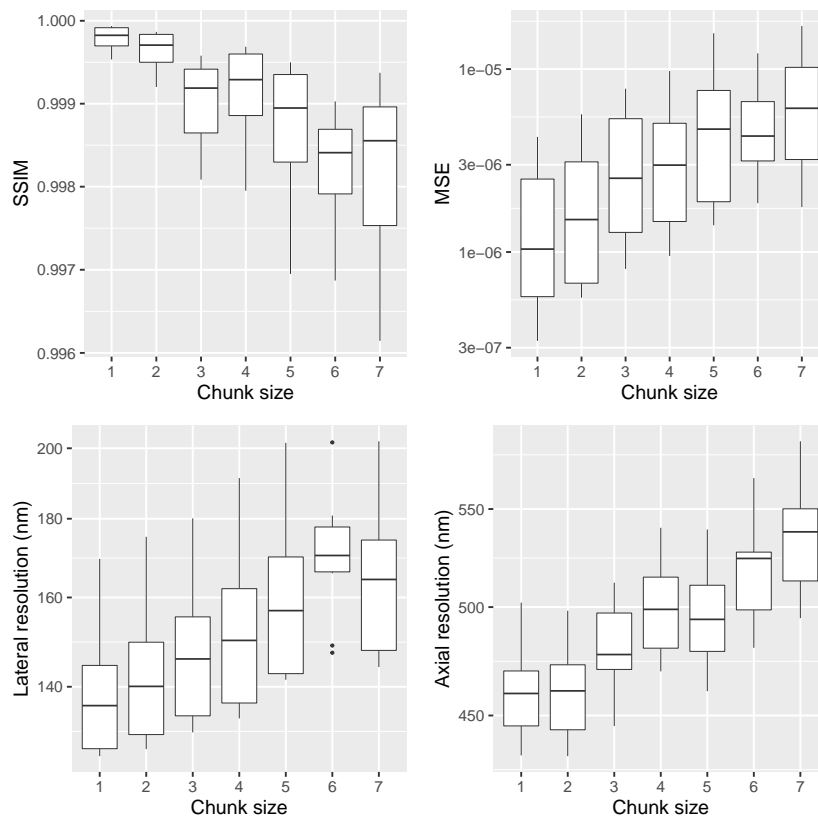 1.000
0.999
0.998
0.997
0.996
SSIM
1 2 3 4 5 6 7
Chunk size
1e−05
3e−06
1e−06
3e−07
MSE
1 2 3 4 5 6 7
Chunk size
200
180
160
140
Lateral resolution (nm)
1 2 3 4 5 6 7
Chunk size
550
500
450
Axial resolution (nm)
1 2 3 4 5 6 7
Chunk size